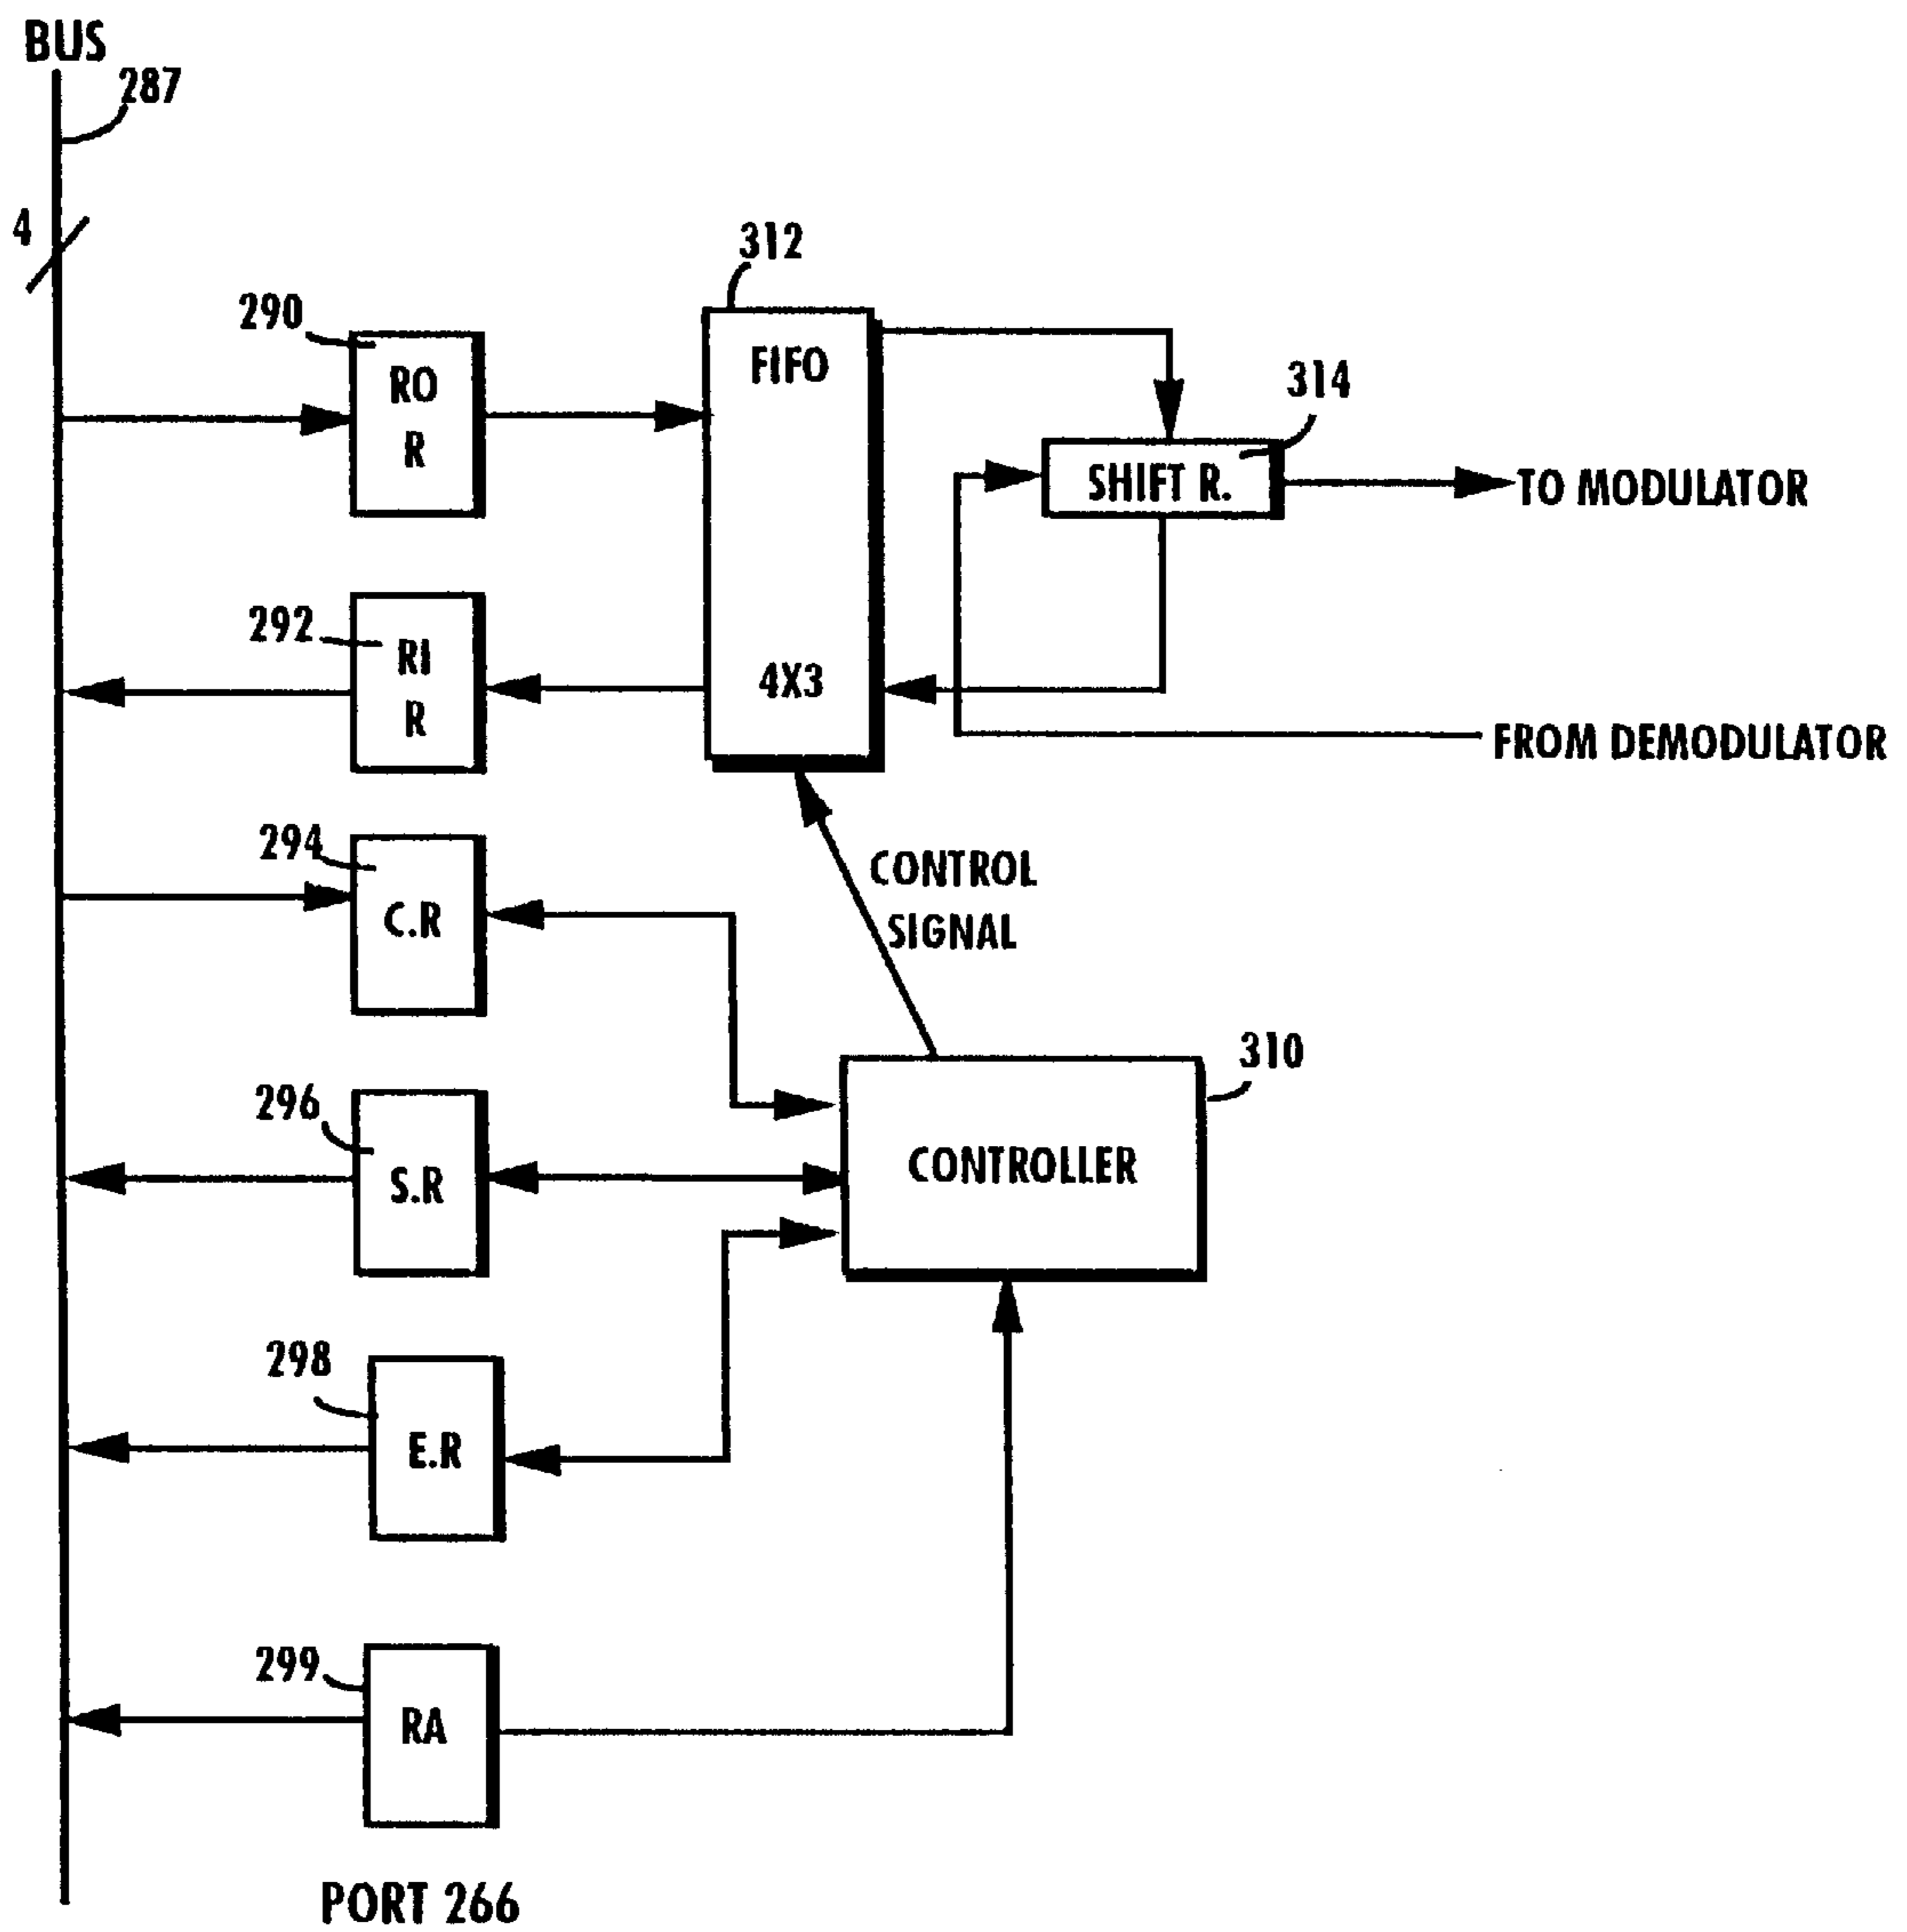 BUS
287
4
312
290
RO
R
FIFO
314
SHIFT R.
TO MODULATOR
292
RI
R
4X3
FROM DEMODULATOR
294
C.R
CONTROL
SIGNAL
310
296
S.R
CONTROLLER
298
E.R
299
RA
PORT 266